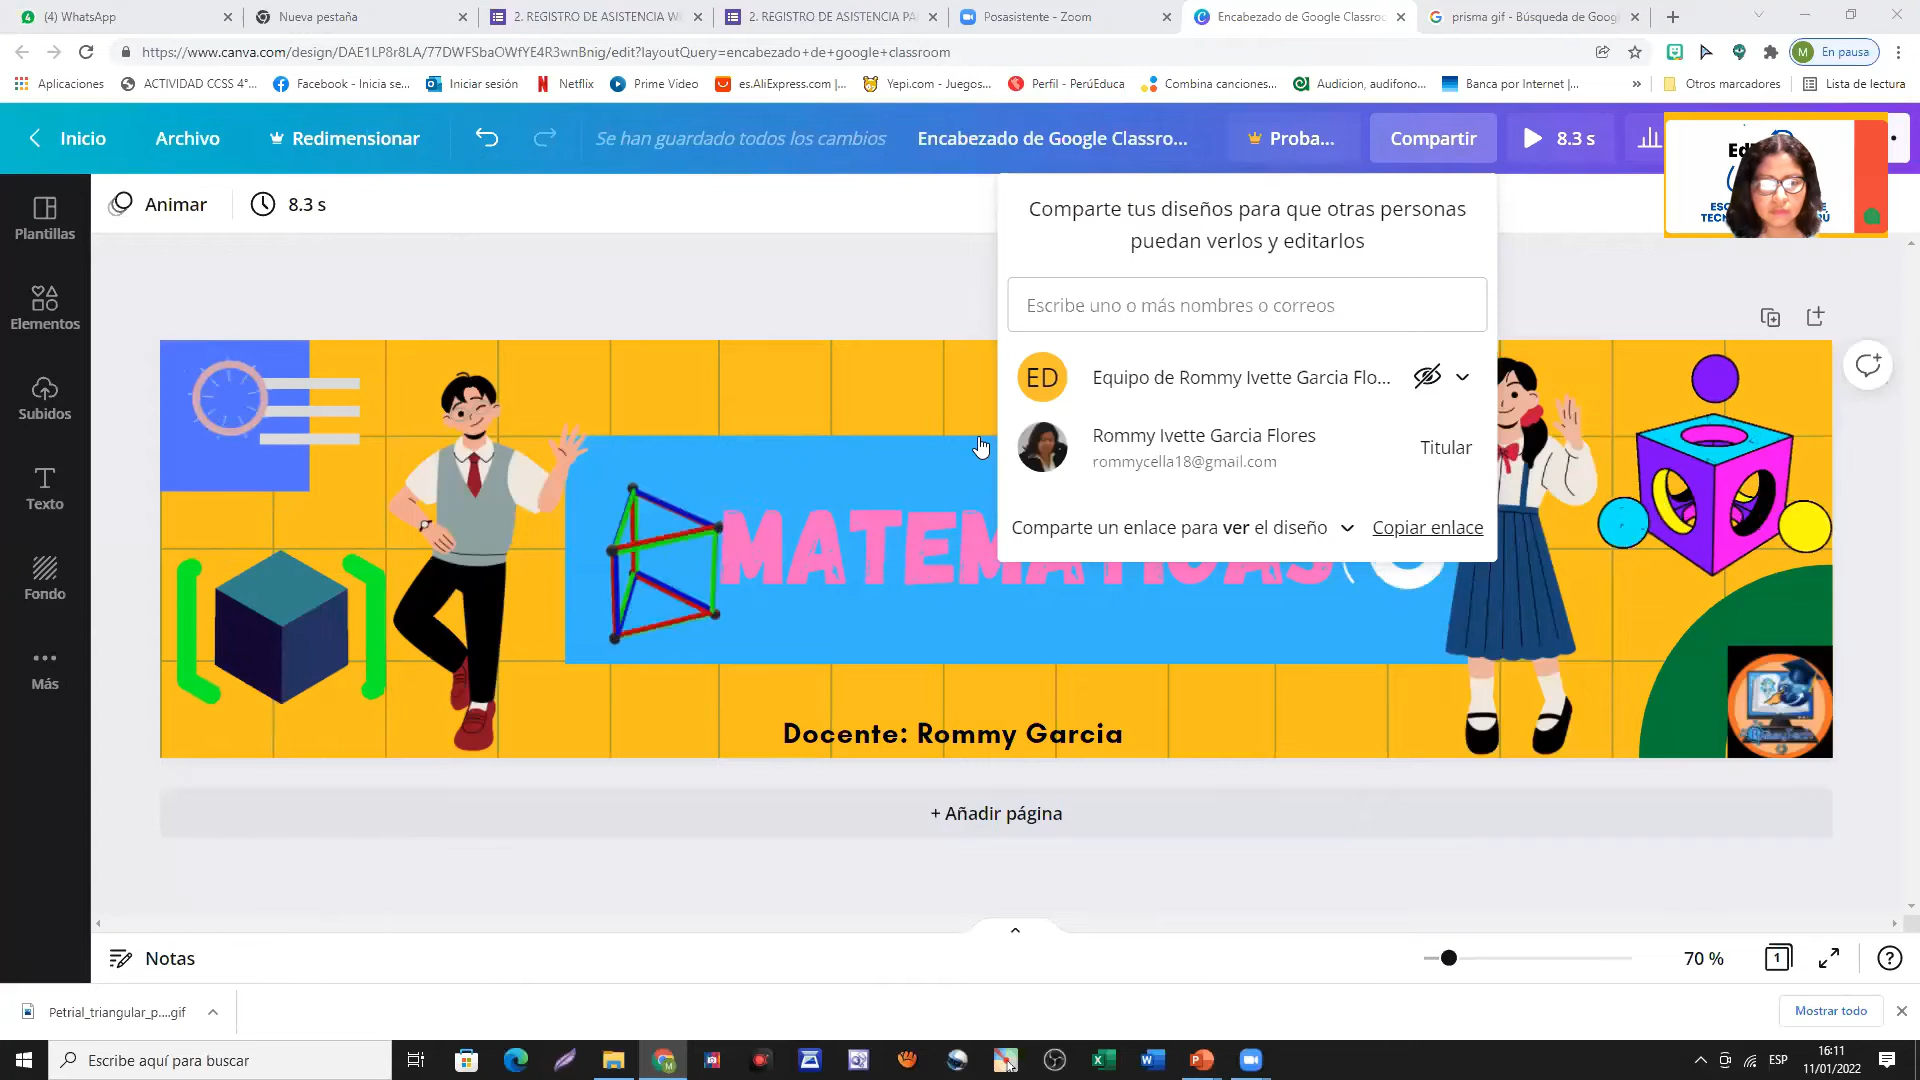 (4) WhatsApp
Nueva pestaña
2. REGISTRO DE ASISTENCIA W
2. REGISTRO DE ASISTENCIA PA
Posasistente - Zoom
Encabezado de Google Classroo
prisma gif - Búsqueda de Goog
https://www.canva.com/design/DAE1LP8r8LA/77DWFSbaOWfYE4R3wnBnig/edit?layoutQuery=encabezado+de+google+classroom
M En pausa
Aplicaciones
ACTIVIDAD CCSS 4°...
Facebook - Inicia se...
Iniciar sesión
Netflix
Prime Video
es.AliExpress.com |...
Yepi.com - Juegos...
Perfil - PerúEduca
Combina canciones...
Audicion, audifono...
Banca por Internet |...
»
Otros marcadores
Lista de lectura
Inicio
Archivo
Redimensionar
Se han guardado todos los cambios
Encabezado de Google Classro...
Proba...
Compartir
8.3 s
Animar
8.3 s
Plantillas
Elementos
Subidos
Texto
Fondo
Más
Comparte tus diseños para que otras personas
puedan verlos y editarlos
Escribe uno o más nombres o correos
ED
Equipo de Rommy Ivette Garcia Flo...
Rommy Ivette Garcia Flores
rommycella18@gmail.com
Titular
Comparte un enlace para ver el diseño
Copiar enlace
MATEMATICAS
Docente: Rommy Garcia
+ Añadir página
Notas
70 %
1
Petrial_triangular_p....gif
Mostrar todo
Escribe aquí para buscar
ESP
16:11
11/01/2022